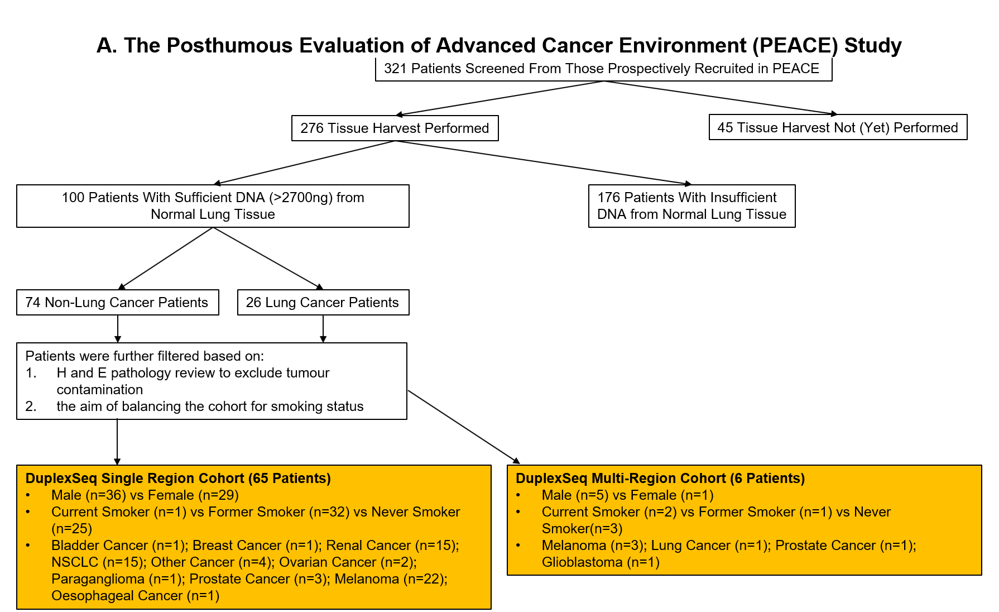 A. The Posthumous Evaluation of Advanced Cancer Environment (PEACE) Study
321 Patients Screened From Those Prospectively Recruited in PEACE
276 Tissue Harvest Performed
45 Tissue Harvest Not (Yet) Performed
100 Patients With Sufficient DNA (>2700ng) from
Normal Lung Tissue
176 Patients With Insufficient
DNA from Normal Lung Tissue
74 Non-Lung Cancer Patients
26 Lung Cancer Patients
Patients were further filtered based on:
1. H and E pathology review to exclude tumour
contamination
2. the aim of balancing the cohort for smoking status
DuplexSeq Single Region Cohort (65 Patients)
• Male (n=36) vs Female (n=29)
• Current Smoker (n=1) vs Former Smoker (n=32) vs Never Smoker
(n=25)
• Bladder Cancer (n=1); Breast Cancer (n=1); Renal Cancer (n=15);
NSCLC (n=15); Other Cancer (n=4); Ovarian Cancer (n=2);
Paraganglioma (n=1); Prostate Cancer (n=3); Melanoma (n=22);
Oesophageal Cancer (n=1)
DuplexSeq Multi-Region Cohort (6 Patients)
• Male (n=5) vs Female (n=1)
• Current Smoker (n=2) vs Former Smoker (n=1) vs Never
Smoker(n=3)
• Melanoma (n=3); Lung Cancer (n=1); Prostate Cancer (n=1);
Glioblastoma (n=1)